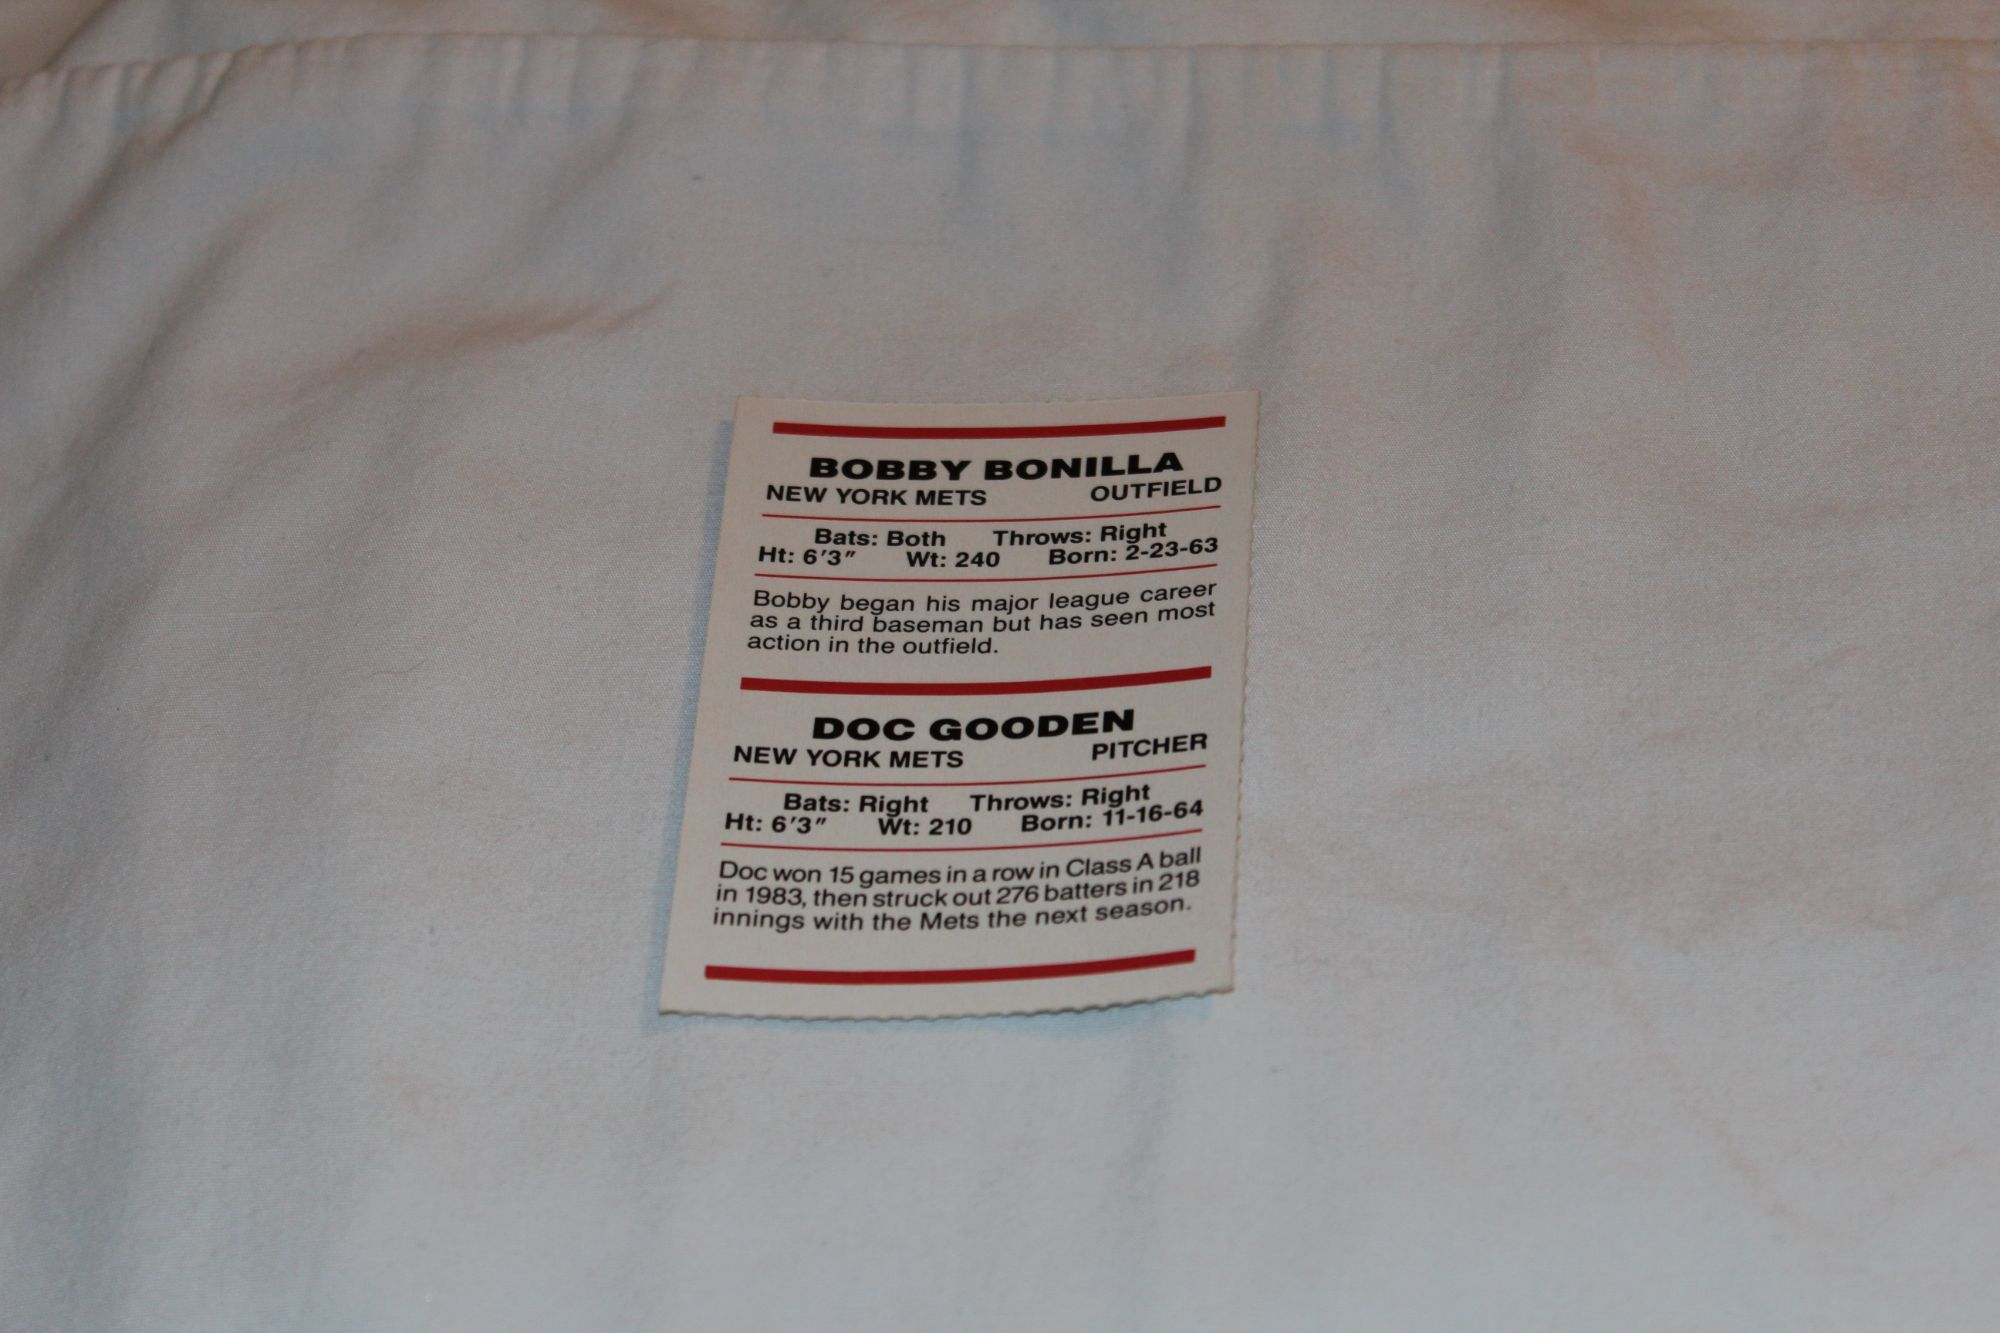 BOBBY BONILLA
NEW YORK METS OUTFIELD
Bats: Both Throws: Right
Ht: 6'3" Wt: 240 Born: 2-23-63
Bobby began his major league career
as a third baseman but has seen most
action in the outfield.
DOC GOODEN
NEW YORK METS PITCHER
Bats: Right Throws: Right
Ht: 6'3" Wt: 210 Born: 11-16-64
Doc won 15 games in a row in Class A ball
in 1983, then struck out 276 batters in 218
innings with the Mets the next season.